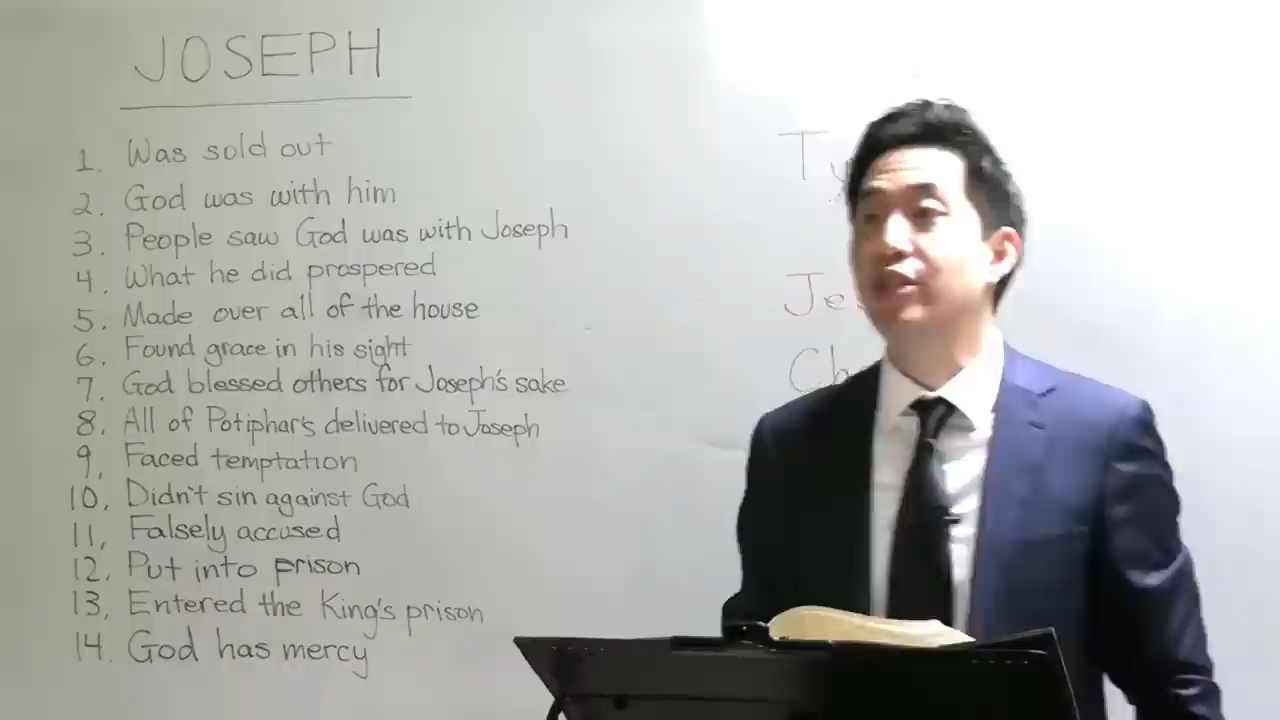 JOSEPH
1. Was sold out
2. God was with him
3. People saw God was with Joseph
4. What he did prospered
5. Made over all of the house
6. Found grace in his sight
7. God blessed others for Joseph's sake
8. All of Potiphar's delivered to Joseph
9. Faced temptation
10. Didn't sin against God
11. Falsely accused
12. Put into prison
13. Entered the King's prison
14. God has mercy
Ty
Je
Ch